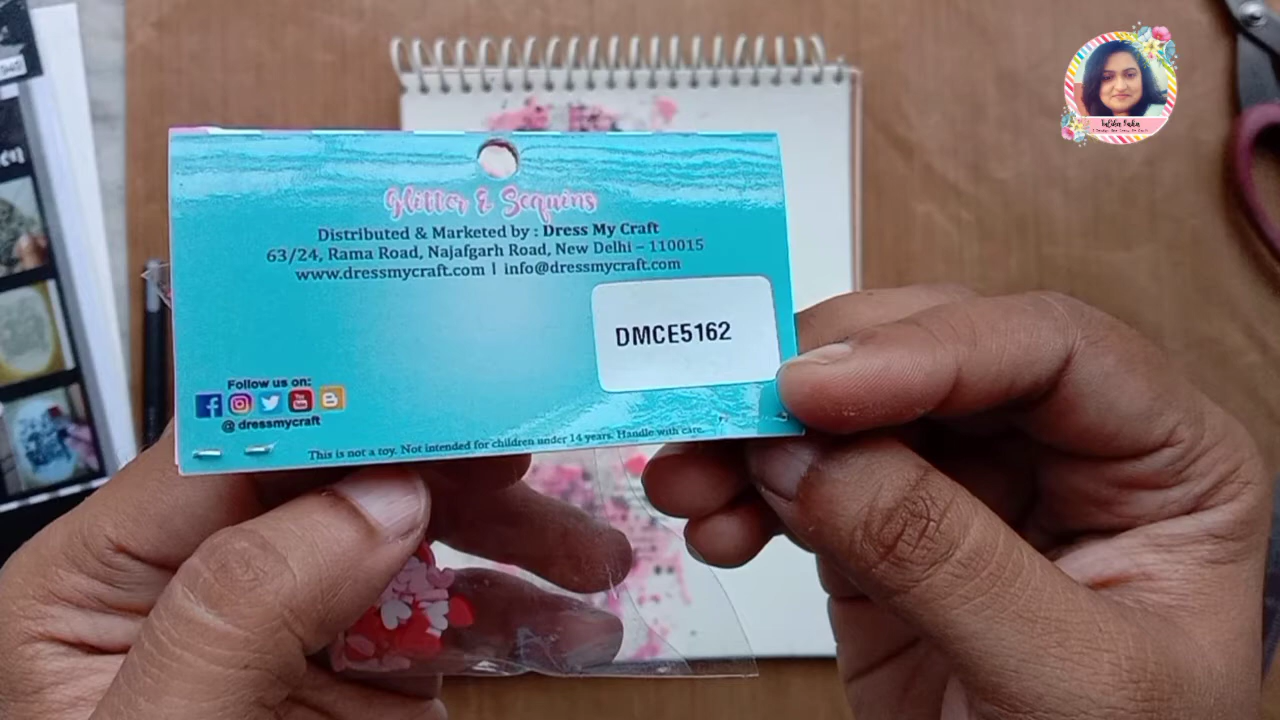 Glitter & Sequins
Distributed & Marketed by : Dress My Craft
63/24, Rama Road, Najafgarh Road, New Delhi – 110015
www.dressmycraft.com | info@dressmycraft.com
DMCE5162
Follow us on:
@ dressmycraft
This is not a toy. Not intended for children under 14 years. Handle with care.